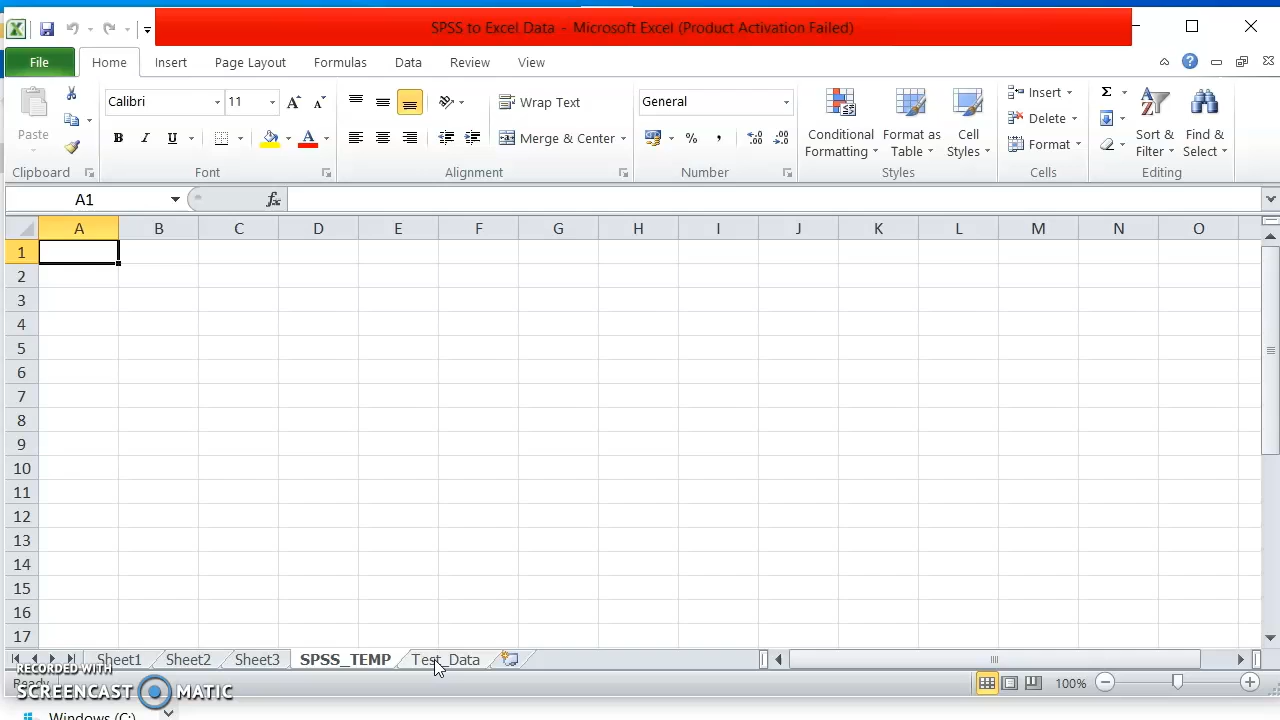 SPSS to Excel Data - Microsoft Excel (Product Activation Failed)
File Home Insert Page Layout Formulas Data Review View
Paste
Calibri 11
B I U A
Wrap Text
Merge & Center
General
% ,
Conditional Formatting
Format as Table
Cell Styles
Insert
Delete
Format
Σ
Sort & Filter
Find & Select
Clipboard Font Alignment Number Styles Cells Editing
A1 fx
A B C D E F G H I J K L M N O
1
2
3
4
5
6
7
8
9
10
11
12
13
14
15
16
17
Sheet1 Sheet2 Sheet3 SPSS_TEMP Test_Data
RECORDED WITH
Ready 100%
SCREENCAST MATIC
Windows (C:)